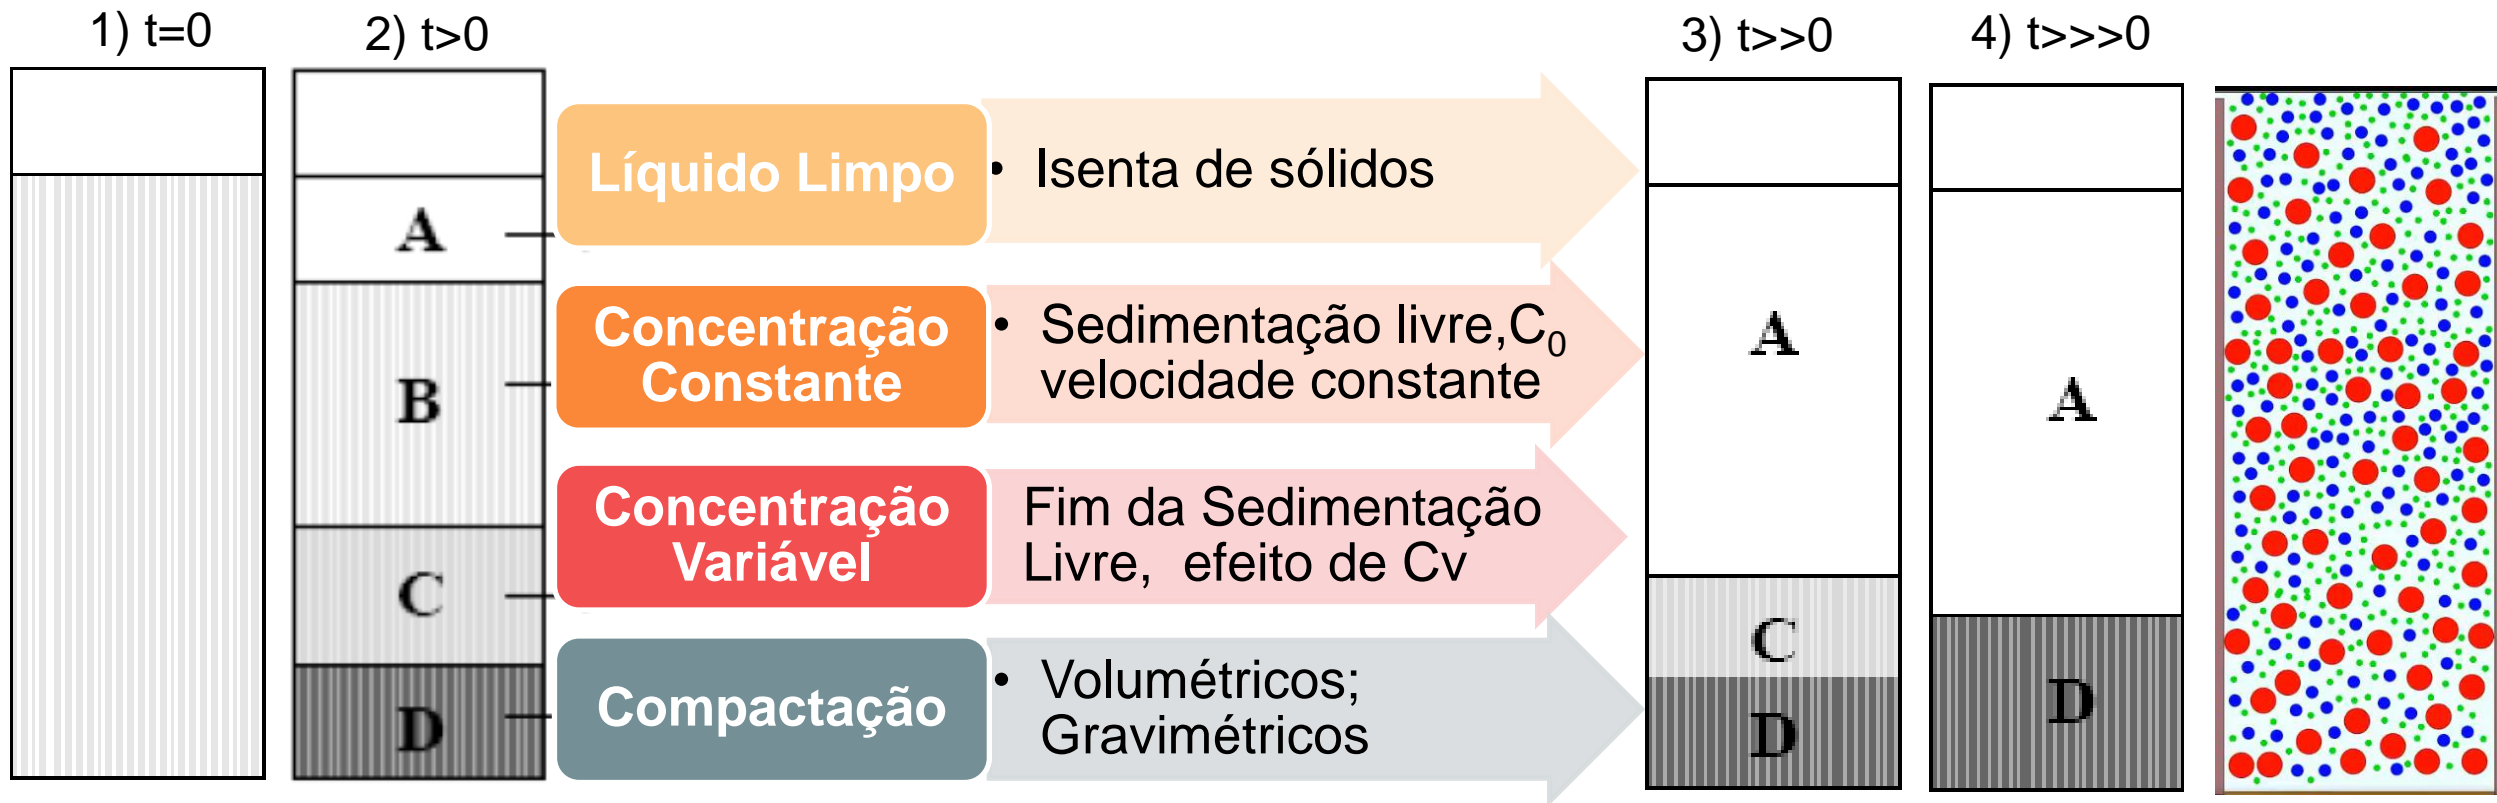 1) t=0
2) t>0
3) t>>0
4) t>>>0
A
B
C
D
Líquido Limpo
• Isenta de sólidos
Concentração
Constante
• Sedimentação livre,C₀
velocidade constante
Concentração
Variável
Fim da Sedimentação
Livre, efeito de Cv
Compactação
• Volumétricos;
Gravimétricos
A
C
D
A
D